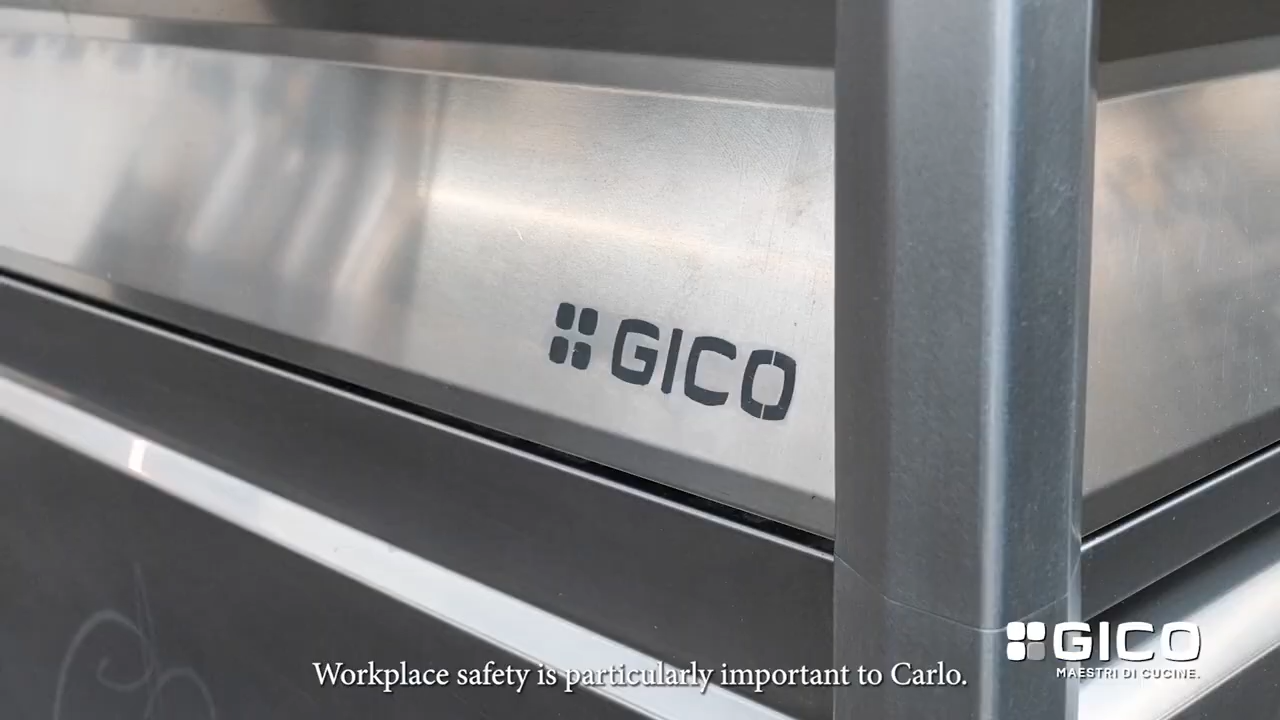 GICO
Workplace safety is particularly important to Carlo.
GICO
MAESTRI DI CUCINE.